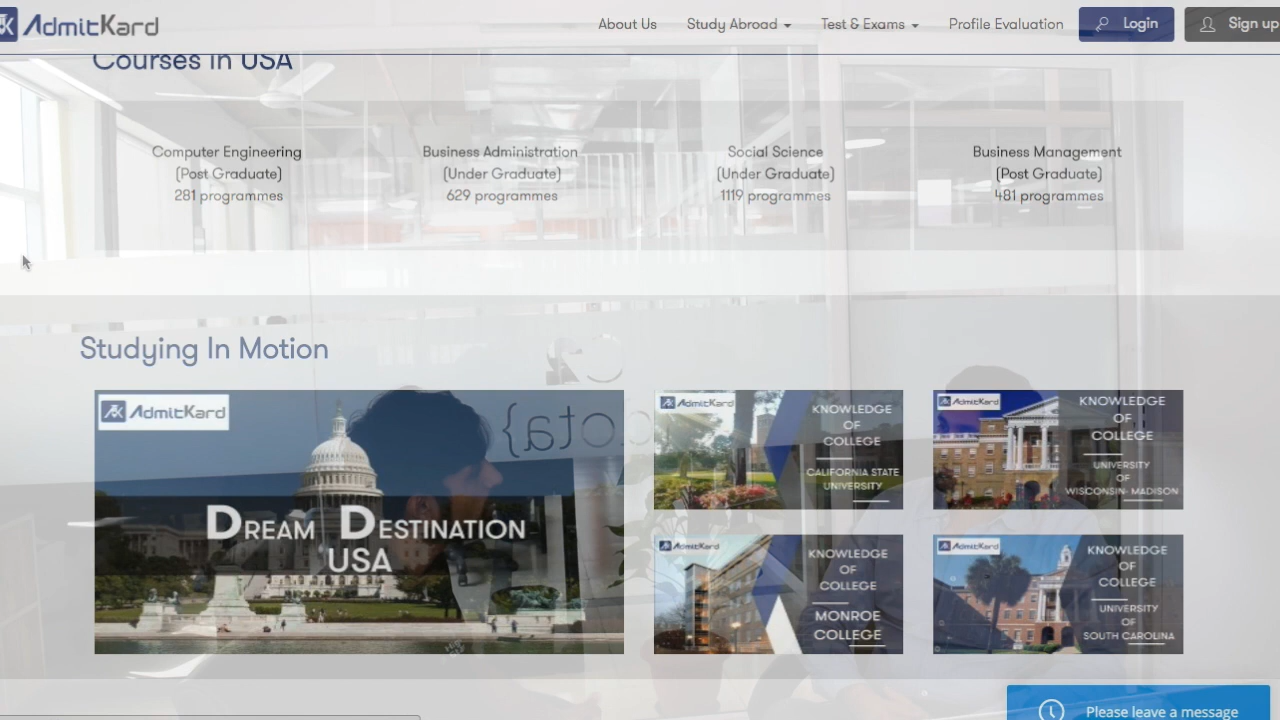 AdmitKard
About Us
Study Abroad
Test & Exams
Profile Evaluation
Login
Sign up
Courses in USA
Computer Engineering
(Post Graduate)
281 programmes
Business Administration
(Under Graduate)
629 programmes
Social Science
(Under Graduate)
1119 programmes
Business Management
(Post Graduate)
481 programmes
Studying In Motion
AdmitKard
DREAM DESTINATION
USA
AdmitKard
KNOWLEDGE
OF
COLLEGE
CALIFORNIA STATE
UNIVERSITY
AdmitKard
KNOWLEDGE
OF
COLLEGE
UNIVERSITY
OF
WISCONSIN- MADISON
AdmitKard
KNOWLEDGE
OF
COLLEGE
MONROE
COLLEGE
AdmitKard
KNOWLEDGE
OF
COLLEGE
UNIVERSITY
OF
SOUTH CAROLINA
Please leave a message